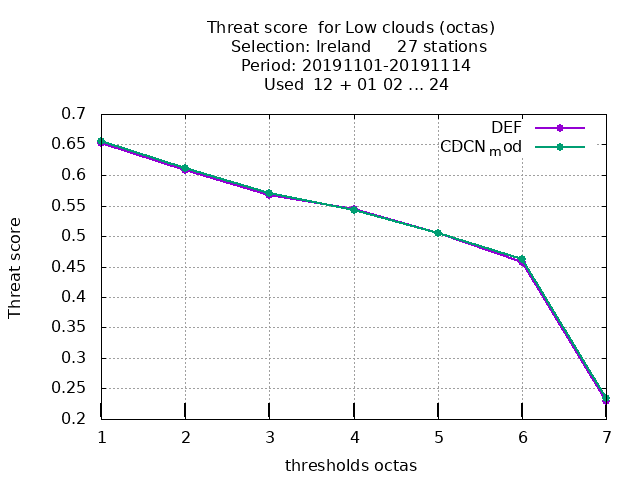 Threat score  for Low clouds (octas)
Selection: Ireland     27 stations
Period: 20191101-20191114
Used  12 + 01 02 ... 24
DEF
CDCN_mod
Threat score
0.7
0.65
0.6
0.55
0.5
0.45
0.4
0.35
0.3
0.25
0.2
1 2 3 4 5 6 7
thresholds octas